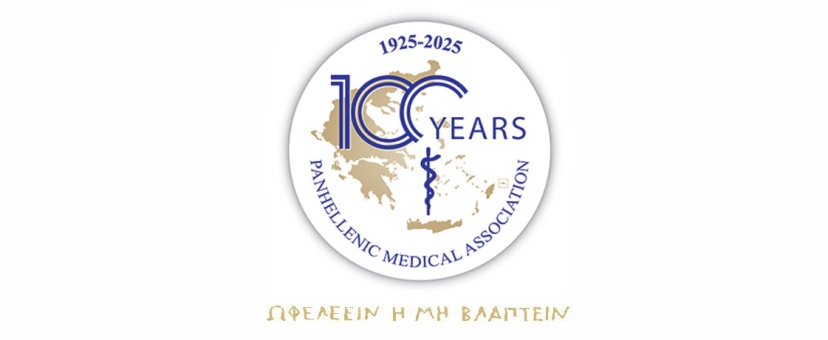 1925-2025
100 YEARS
PANHELLENIC MEDICAL ASSOCIATION
ΩΦΕΛΕΕΙΝ Η ΜΗ ΒΛΑΠΤΕΙΝ